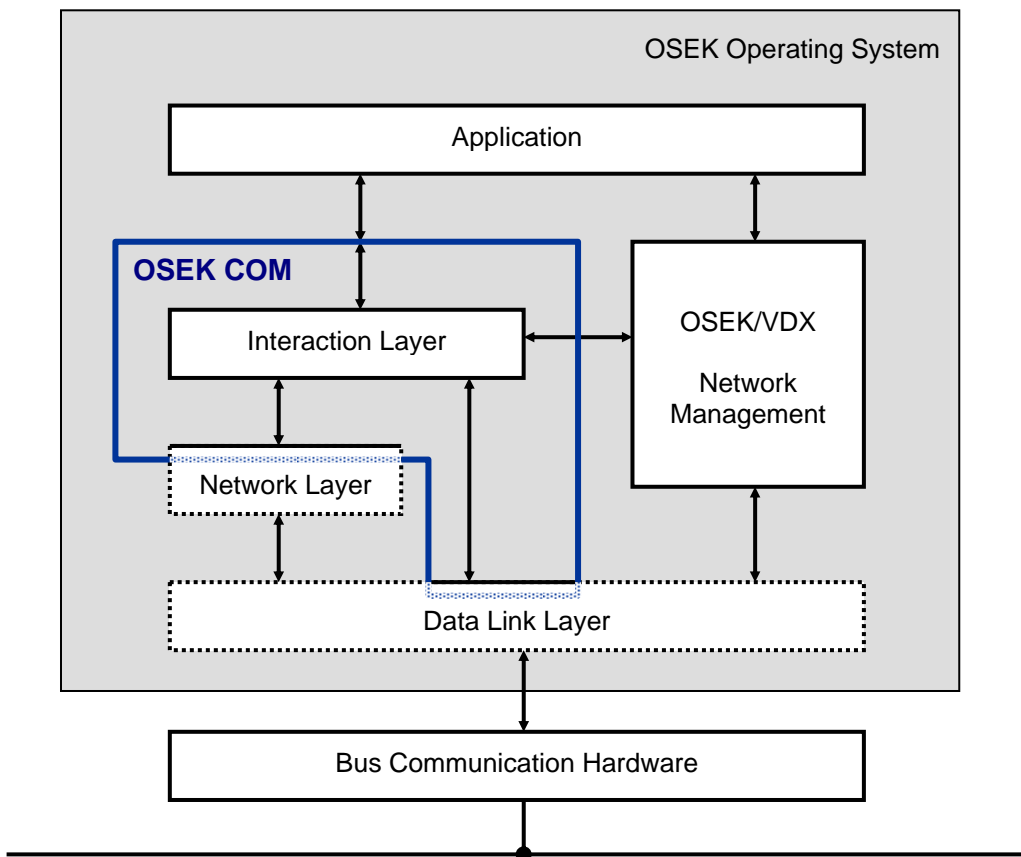 OSEK Operating System
Application
OSEK COM
Interaction Layer
OSEK/VDX
Network
Management
Network Layer
Data Link Layer
Bus Communication Hardware